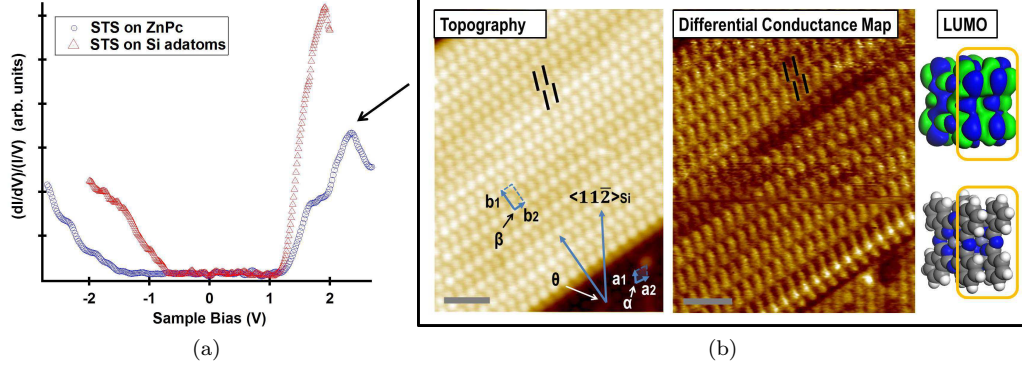 (dI/dV)/(I/V) (arb. units)
STS on ZnPc
STS on Si adatoms
-2 -1 0 1 2
Sample Bias (V)
(a)
Topography
Differential Conductance Map
LUMO
b1
b2
β
<112̅>Si
θ
a1
a2
α
(b)